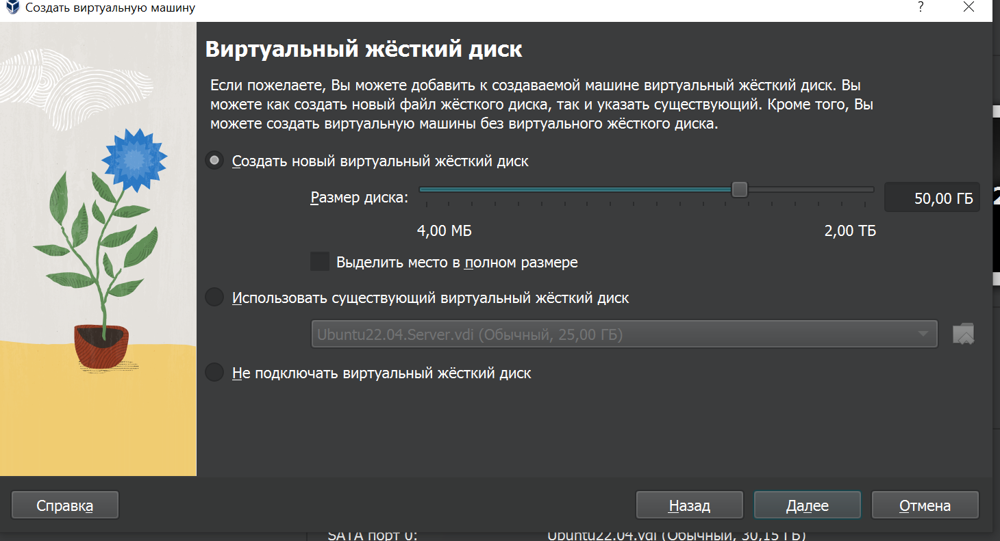 Создать виртуальную машину
?
Виртуальный жёсткий диск
Если пожелаете, Вы можете добавить к создаваемой машине виртуальный жёсткий диск. Вы
можете как создать новый файл жёсткого диска, так и указать существующий. Кроме того, Вы
можете создать виртуальную машины без виртуального жёсткого диска.
Создать новый виртуальный жёсткий диск
Размер диска:
50,00 ГБ
4,00 МБ
2,00 ТБ
Выделить место в полном размере
Использовать существующий виртуальный жёсткий диск
Ubuntu22.04.Server.vdi (Обычный, 25,00 ГБ)
Не подключать виртуальный жёсткий диск
Справка
Назад
Далее
Отмена
SATA порт 0:
Ubuntu22.04.vdi (Обычный, 30,15 ГБ)